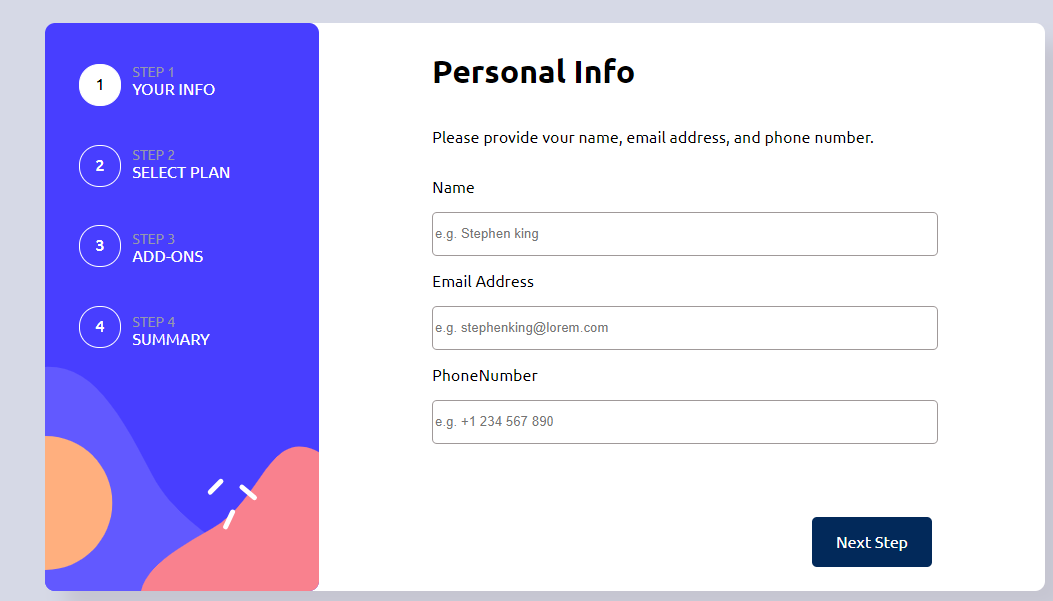 1
STEP 1
YOUR INFO
2
STEP 2
SELECT PLAN
3
STEP 3
ADD-ONS
4
STEP 4
SUMMARY
Personal Info
Please provide vour name, email address, and phone number.
Name
e.g. Stephen king
Email Address
e.g. stephenking@lorem.com
PhoneNumber
e.g. +1 234 567 890
Next Step